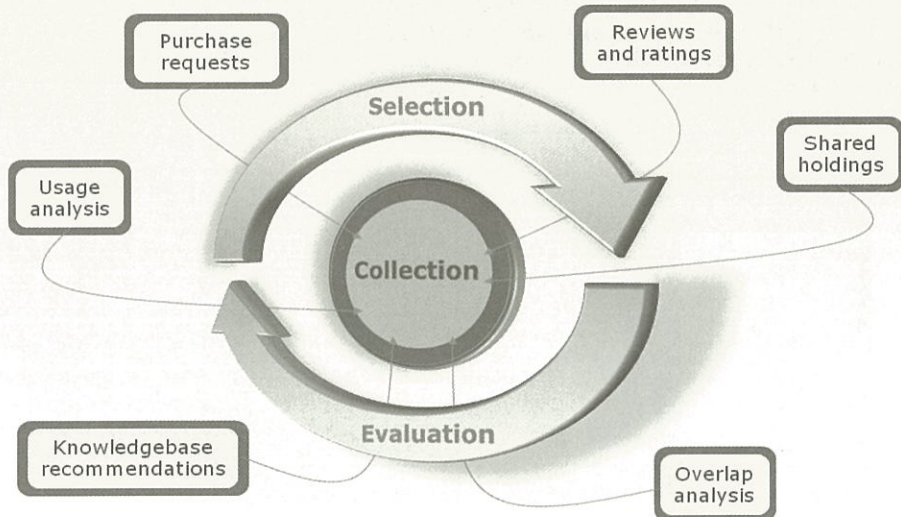 Purchase
requests
Reviews
and ratings
Selection
Shared
holdings
Usage
analysis
Collection
Evaluation
Knowledgebase
recommendations
Overlap
analysis